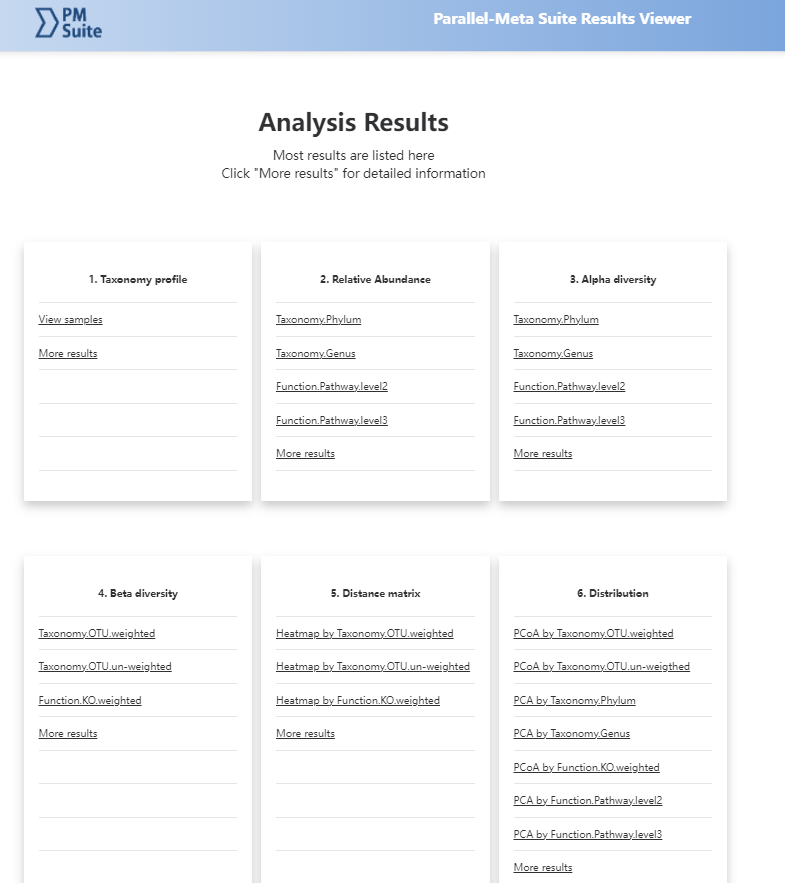 PM
Suite
Parallel-Meta Suite Results Viewer
Analysis Results
Most results are listed here
Click "More results" for detailed information
1. Taxonomy profile
View samples
More results
2. Relative Abundance
Taxonomy.Phylum
Taxonomy.Genus
Function.Pathway.level2
Function.Pathway.level3
More results
3. Alpha diversity
Taxonomy.Phylum
Taxonomy.Genus
Function.Pathway.level2
Function.Pathway.level3
More results
4. Beta diversity
Taxonomy.OTU.weighted
Taxonomy.OTU.un-weighted
Function.KO.weighted
More results
5. Distance matrix
Heatmap by Taxonomy.OTU.weighted
Heatmap by Taxonomy.OTU.un-weighted
Heatmap by Function.KO.weighted
More results
6. Distribution
PCoA by Taxonomy.OTU.weighted
PCoA by Taxonomy.OTU.un-weigthed
PCA by Taxonomy.Phylum
PCA by Taxonomy.Genus
PCoA by Function.KO.weighted
PCA by Function.Pathway.level2
PCA by Function.Pathway.level3
More results